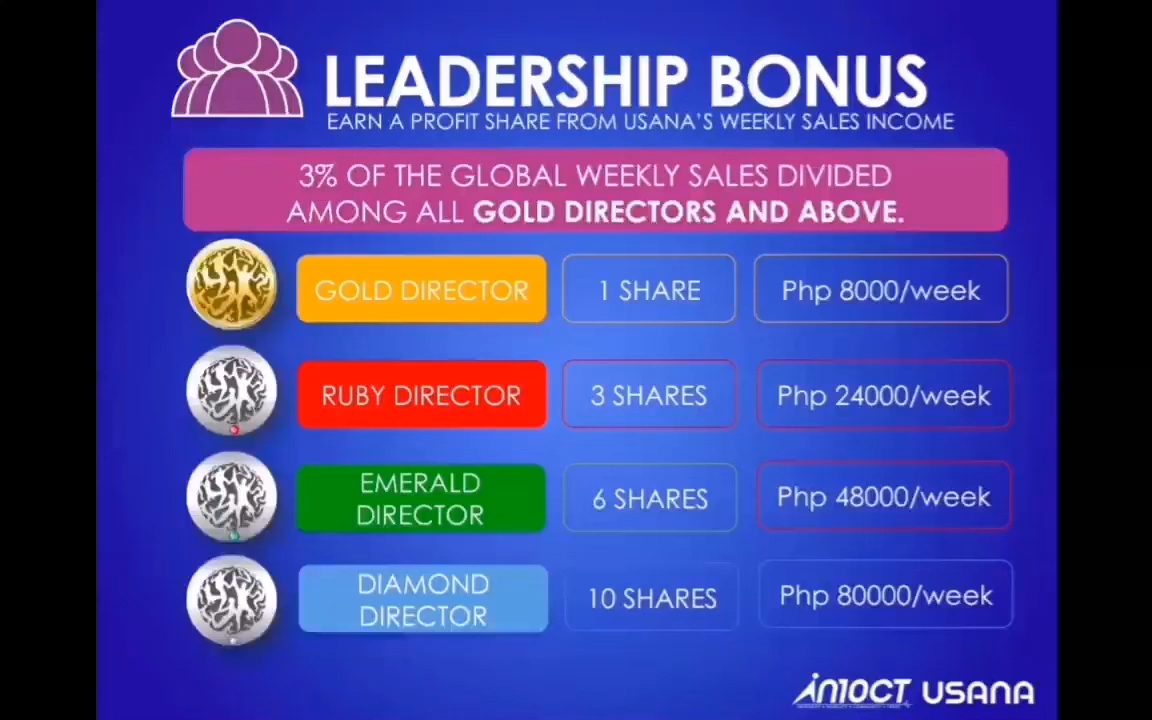 LEADERSHIP BONUS
EARN A PROFIT SHARE FROM USANA'S WEEKLY SALES INCOME
3% OF THE GLOBAL WEEKLY SALES DIVIDED
AMONG ALL GOLD DIRECTORS AND ABOVE.
GOLD DIRECTOR 1 SHARE Php 8000/week
RUBY DIRECTOR 3 SHARES Php 24000/week
EMERALD
DIRECTOR 6 SHARES Php 48000/week
DIAMOND
DIRECTOR 10 SHARES Php 80000/week
USANA